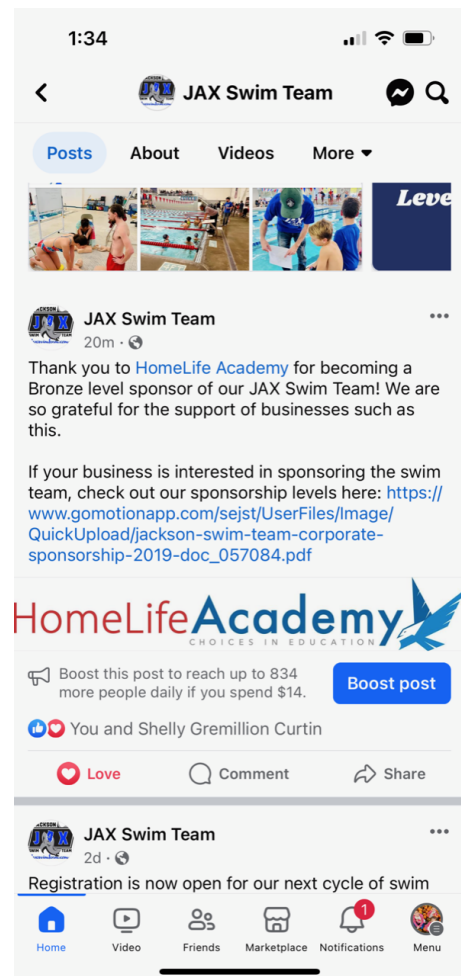 1:34
JAX Swim Team
Posts About Videos More
Leve
JAX
JAX Swim Team
20m
Thank you to HomeLife Academy for becoming a
Bronze level sponsor of our JAX Swim Team! We are
so grateful for the support of businesses such as
this.
If your business is interested in sponsoring the swim
team, check out our sponsorship levels here: https://
www.gomotionapp.com/sejst/UserFiles/Image/
QuickUpload/jackson-swim-team-corporate-
sponsorship-2019-doc_057084.pdf
HomeLifeAcademy
CHOICES IN EDUCATION
Boost this post to reach up to 834
more people daily if you spend $14.
Boost post
You and Shelly Gremillion Curtin
Love Comment Share
JAX
JAX Swim Team
2d
Registration is now open for our next cycle of swim
1
Home Video Friends Marketplace Notifications Menu